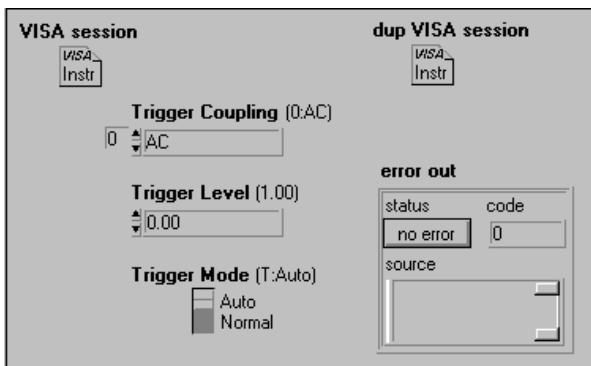 VISA session
VISA
Instr
dup VISA session
VISA
Instr
Trigger Coupling (0:AC)
0 AC
Trigger Level (1.00)
0.00
Trigger Mode (T:Auto)
Auto
Normal
error out
status code
no error 0
source